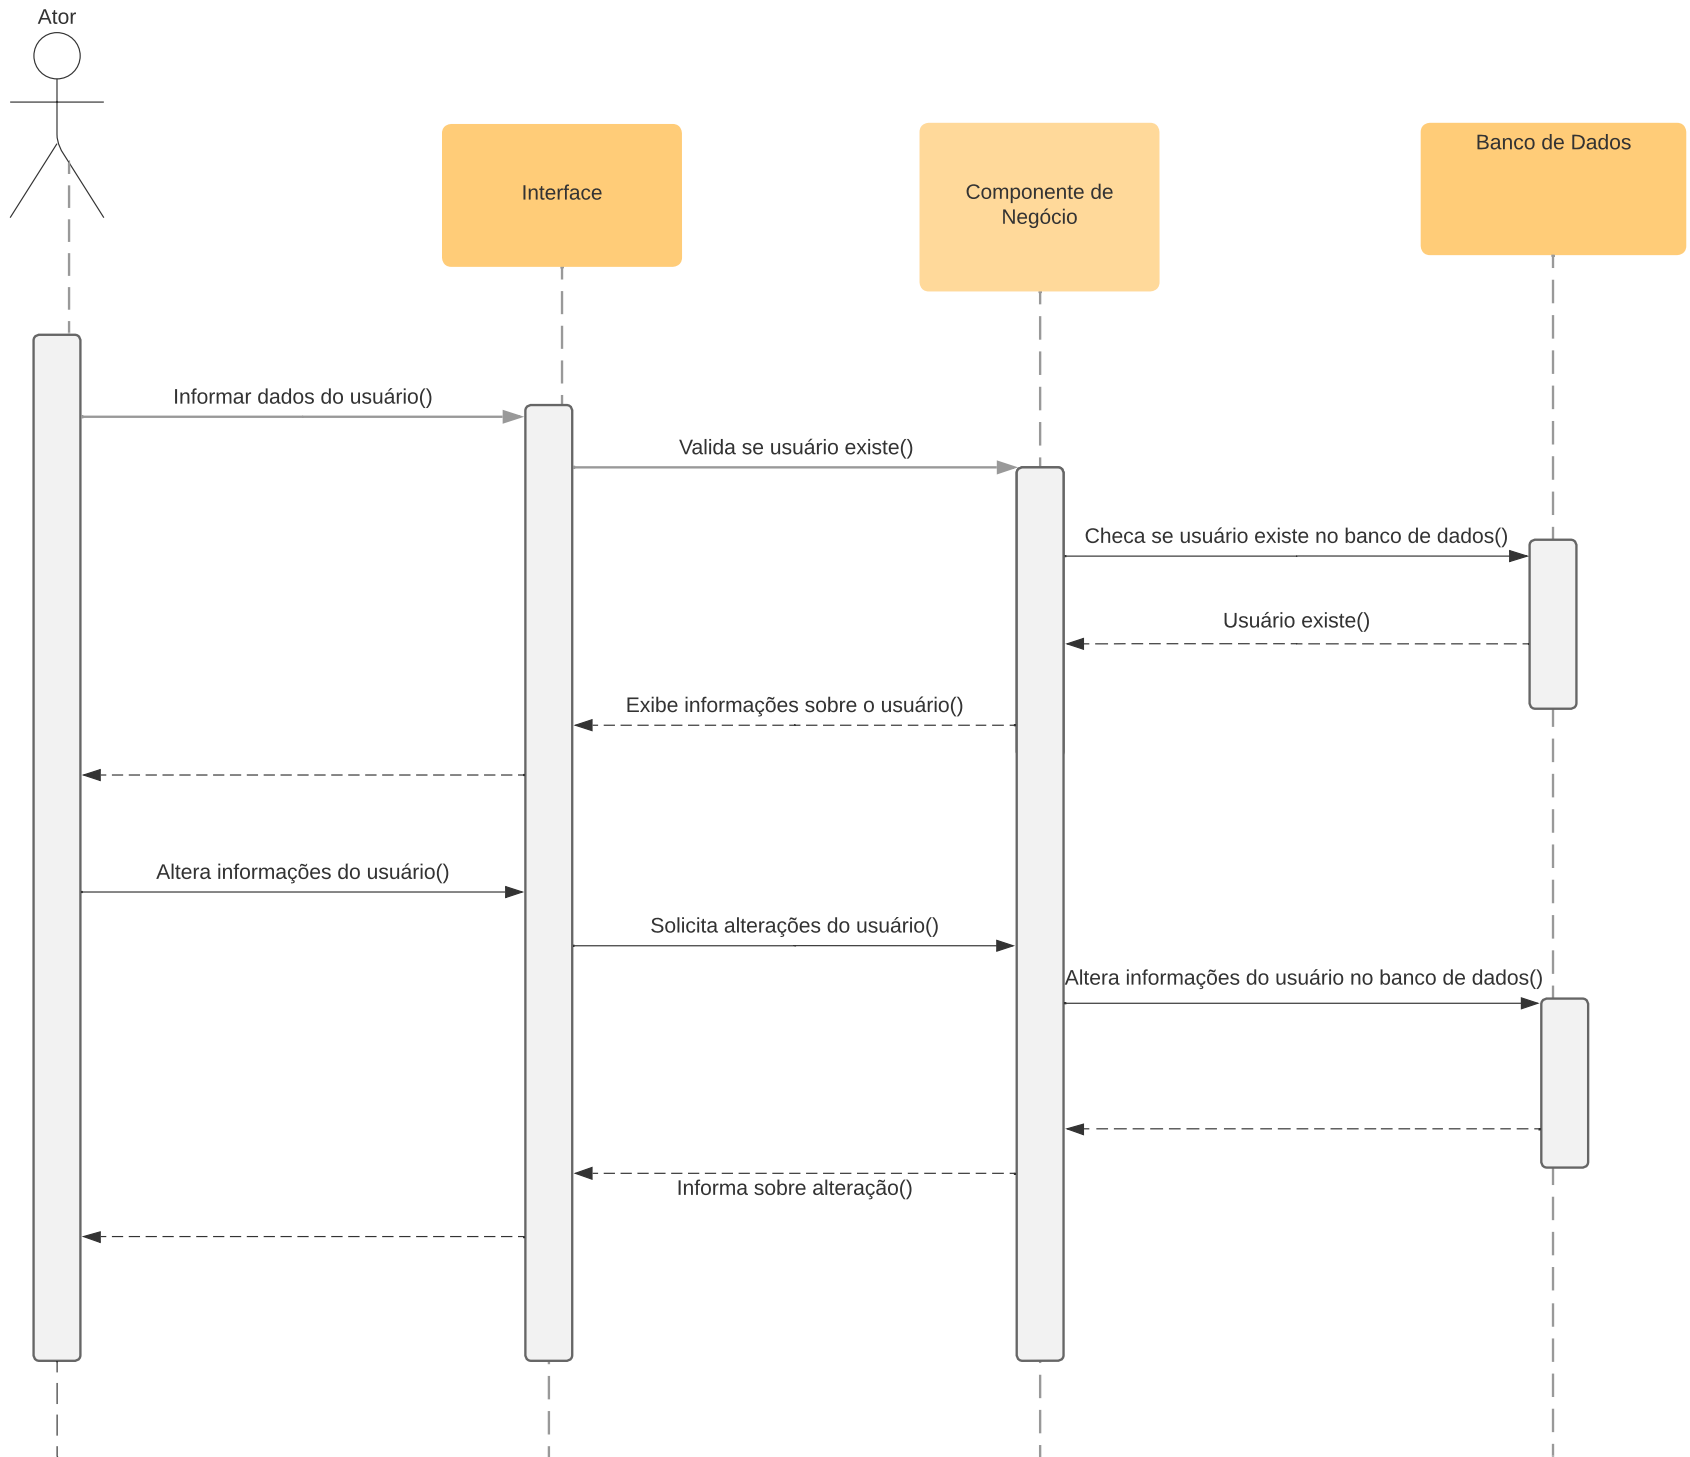 Ator
Interface
Componente de
Negócio
Banco de Dados
Informar dados do usuário()
Valida se usuário existe()
Checa se usuário existe no banco de dados()
Usuário existe()
Exibe informações sobre o usuário()
Altera informações do usuário()
Solicita alterações do usuário()
Altera informações do usuário no banco de dados()
Informa sobre alteração()